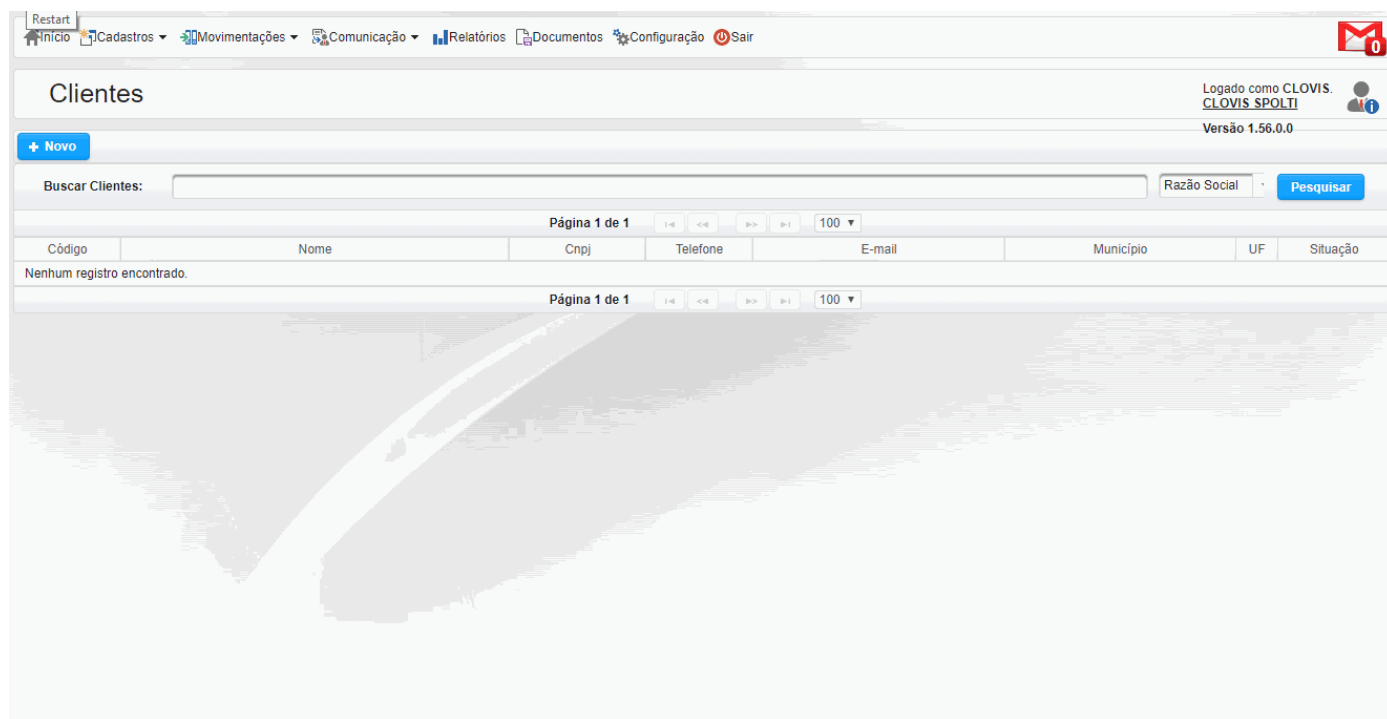 Restart
Início Cadastros Movimentações Comunicação Relatórios Documentos Configuração Sair
0
Clientes
Logado como CLOVIS.
CLOVIS SPOLTI
Versão 1.56.0.0
+ Novo
Buscar Clientes: Razão Social Pesquisar
Página 1 de 1 100
Código Nome Cnpj Telefone E-mail Município UF Situação
Nenhum registro encontrado.
Página 1 de 1 100